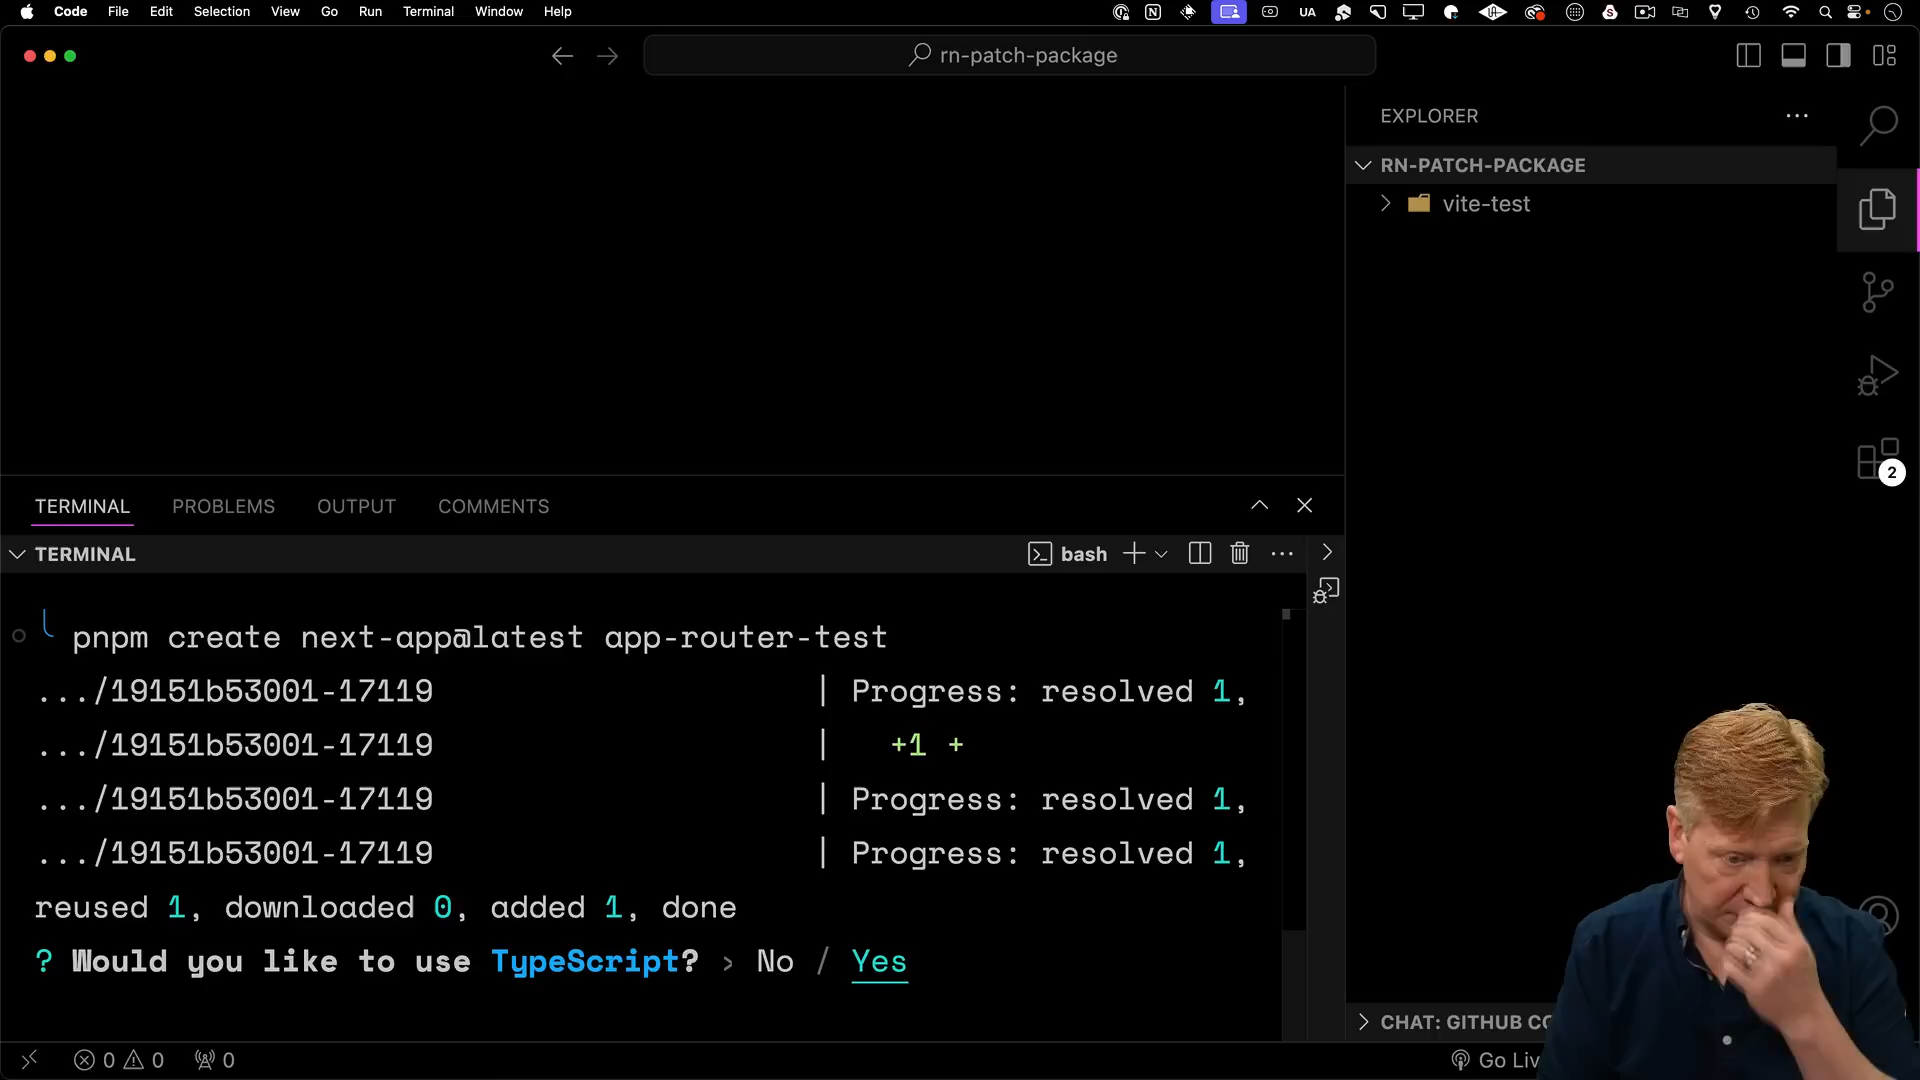 Code File Edit Selection View Go Run Terminal Window Help
UA
rn-patch-package
EXPLORER
RN-PATCH-PACKAGE
vite-test
2
TERMINAL PROBLEMS OUTPUT COMMENTS
TERMINAL
bash
pnpm create next-app@latest app-router-test
.../19151b53001-17119 | Progress: resolved 1,
.../19151b53001-17119 | +1 +
.../19151b53001-17119 | Progress: resolved 1,
.../19151b53001-17119 | Progress: resolved 1,
reused 1, downloaded 0, added 1, done
? Would you like to use TypeScript? › No / Yes
CHAT: GITHUB CO
0 0 0
Go Liv